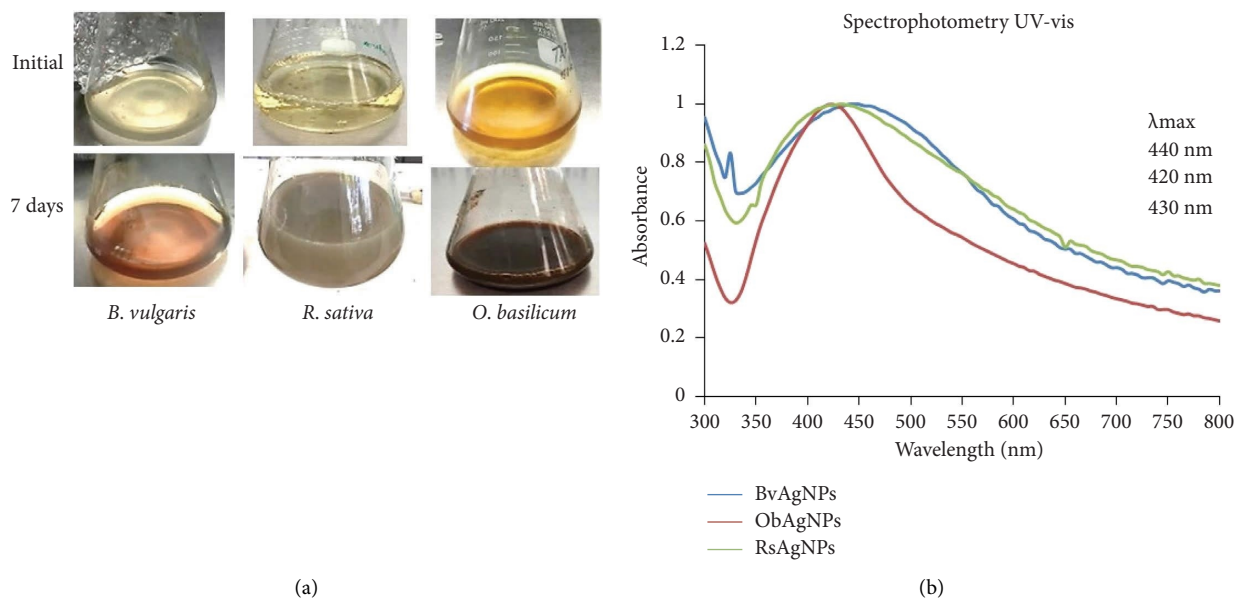 Initial
7 days
B. vulgaris
R. sativa
O. basilicum
(a)
Spectrophotometry UV-vis
Absorbance
1.2
1
0.8
0.6
0.4
0.2
0
300 350 400 450 500 550 600 650 700 750 800
Wavelength (nm)
λmax
440 nm
420 nm
430 nm
BvAgNPs
ObAgNPs
RsAgNPs
(b)